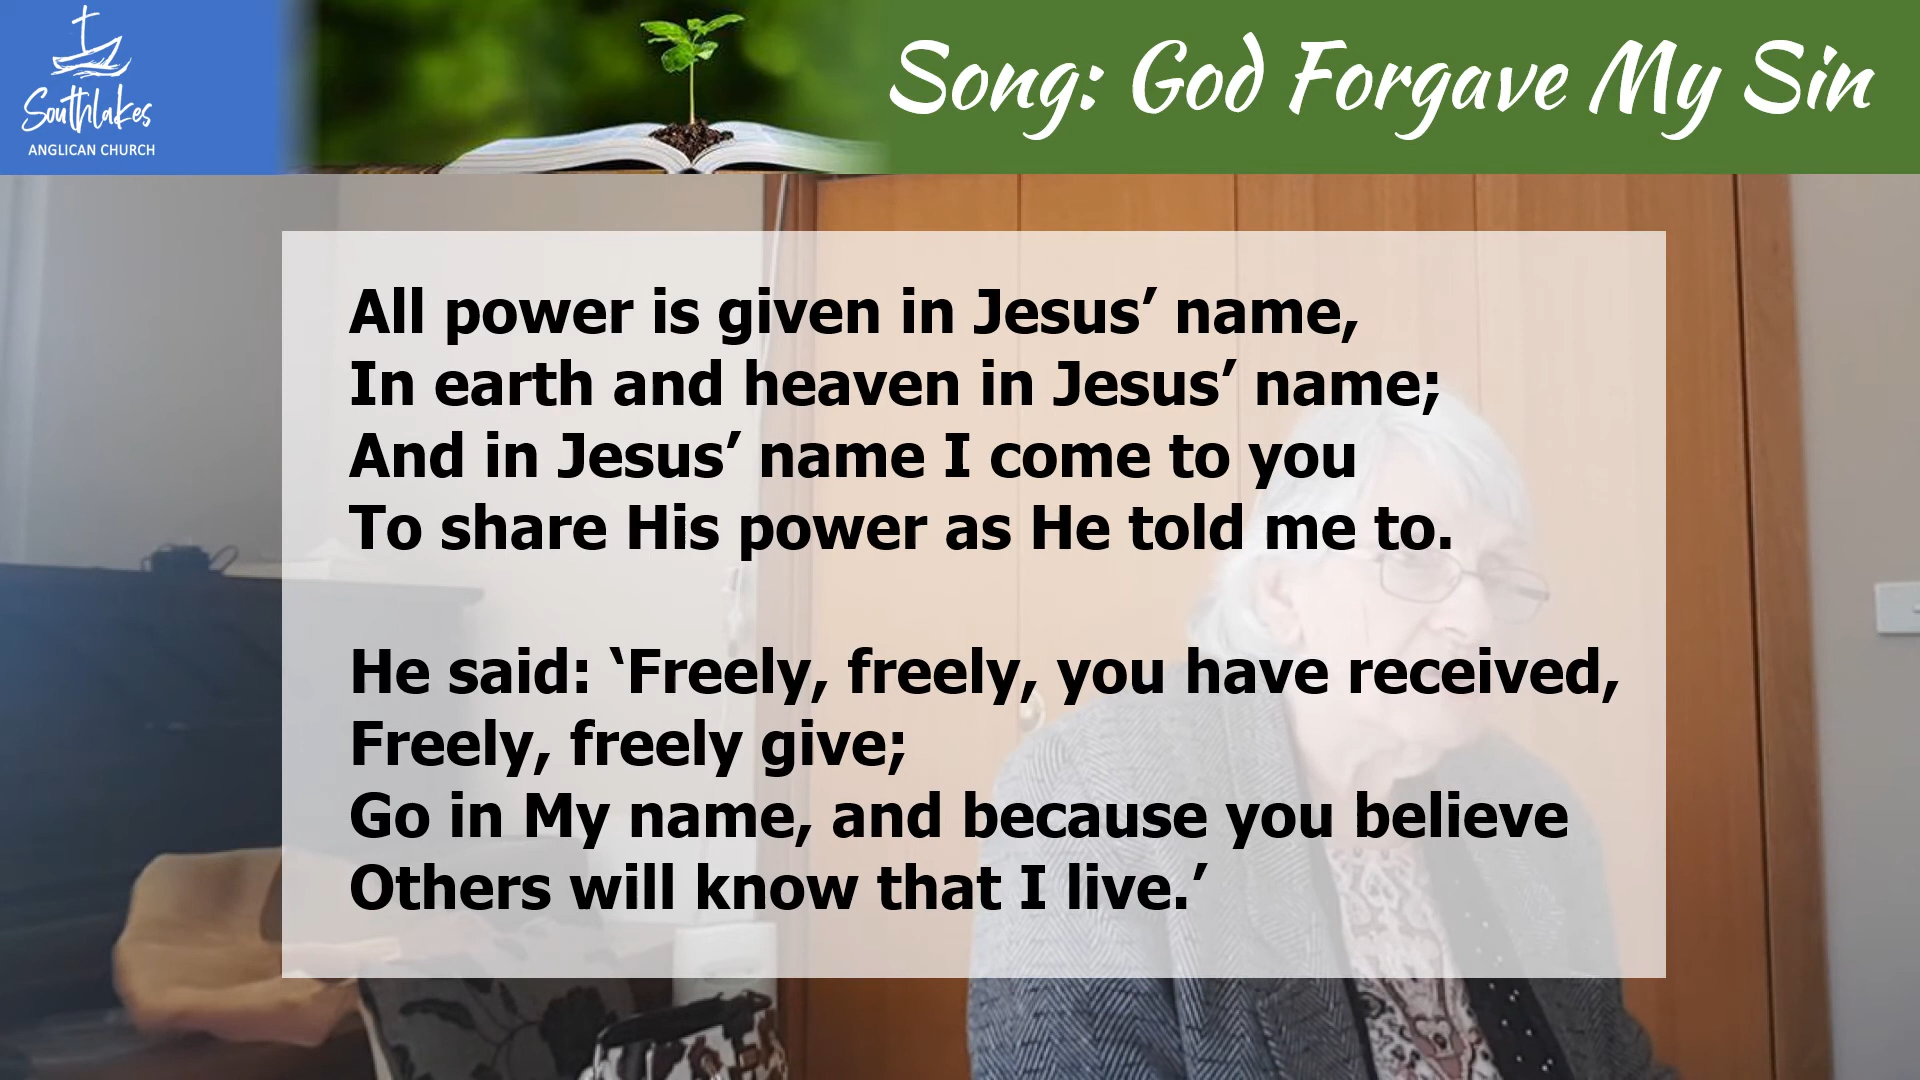 Southlakes
ANGLICAN CHURCH
Song: God Forgave My Sin
All power is given in Jesus’ name,
In earth and heaven in Jesus’ name;
And in Jesus’ name I come to you
To share His power as He told me to.
He said: ‘Freely, freely, you have received,
Freely, freely give;
Go in My name, and because you believe
Others will know that I live.’